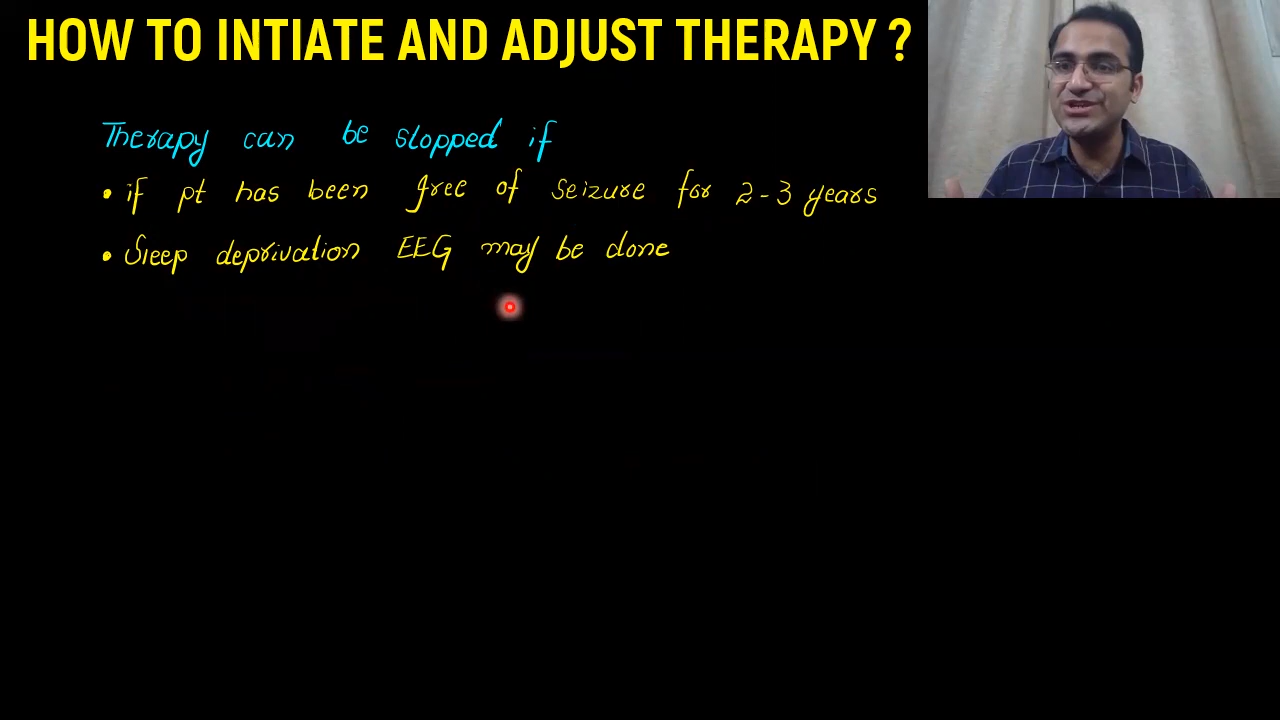 HOW TO INTIATE AND ADJUST THERAPY ?
Therapy can be stopped if
• if pt has been free of seizure for 2-3 years
• Sleep deprivation EEG may be done